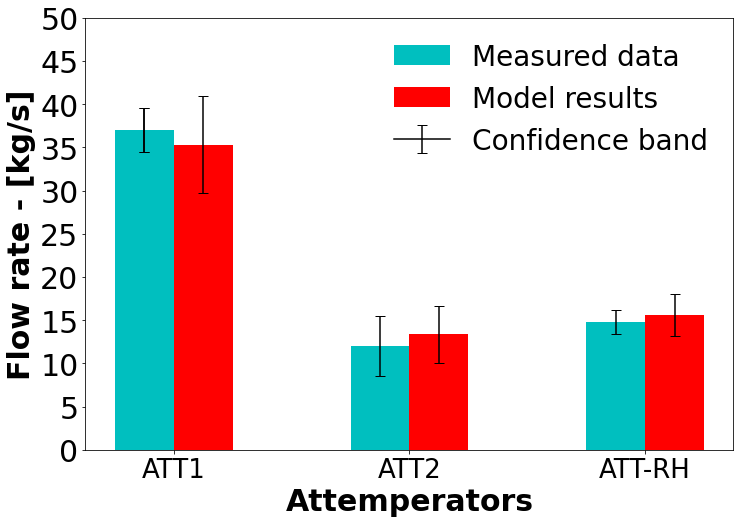 50
45
40
35
30
25
20
15
10
5
0
Flow rate - [kg/s]
Measured data
Model results
Confidence band
ATT1 ATT2 ATT-RH
Attemperators